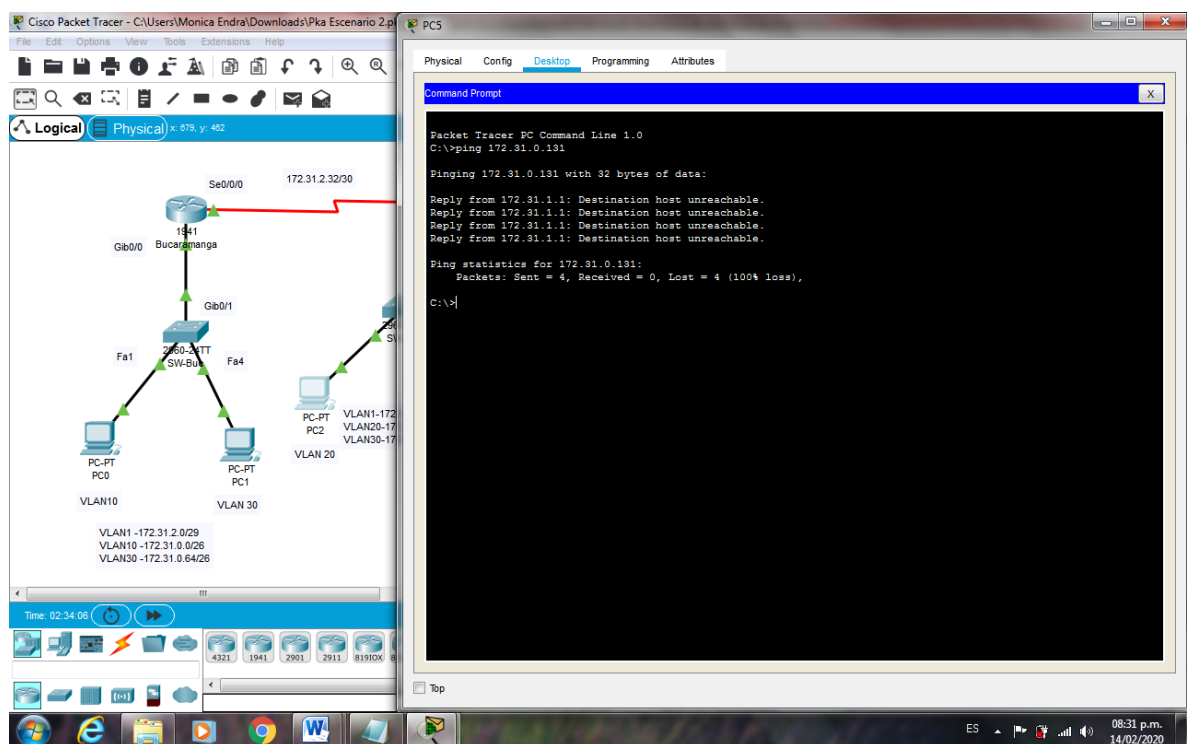 Cisco Packet Tracer - C:\Users\Monica Endra\Downloads\Pka Escenario 2.p
File Edit Options View Tools Extensions Help
Logical
Physical
x: 679, y: 462
Se0/0/0
172.31.2.32/30
1941
Bucaramanga
Gib0/0
Gib0/1
2960-24TT
SW-Buc
Fa1
Fa4
PC-PT
PC2
VLAN1-172
VLAN20-17
VLAN30-17
VLAN 20
PC-PT
PC0
PC-PT
PC1
VLAN10
VLAN 30
VLAN1 -172.31.2.0/29
VLAN10 -172.31.0.0/26
VLAN30 -172.31.0.64/26
Time: 02:34:06
4321
1941
2901
2911
PC5
Physical Config Desktop Programming Attributes
Command Prompt
X
Packet Tracer PC Command Line 1.0
C:\>ping 172.31.0.131
Pinging 172.31.0.131 with 32 bytes of data:
Reply from 172.31.1.1: Destination host unreachable.
Reply from 172.31.1.1: Destination host unreachable.
Reply from 172.31.1.1: Destination host unreachable.
Reply from 172.31.1.1: Destination host unreachable.
Ping statistics for 172.31.0.131:
Packets: Sent = 4, Received = 0, Lost = 4 (100% loss),
C:\>
Top
ES
08:31 p.m.
14/02/2020